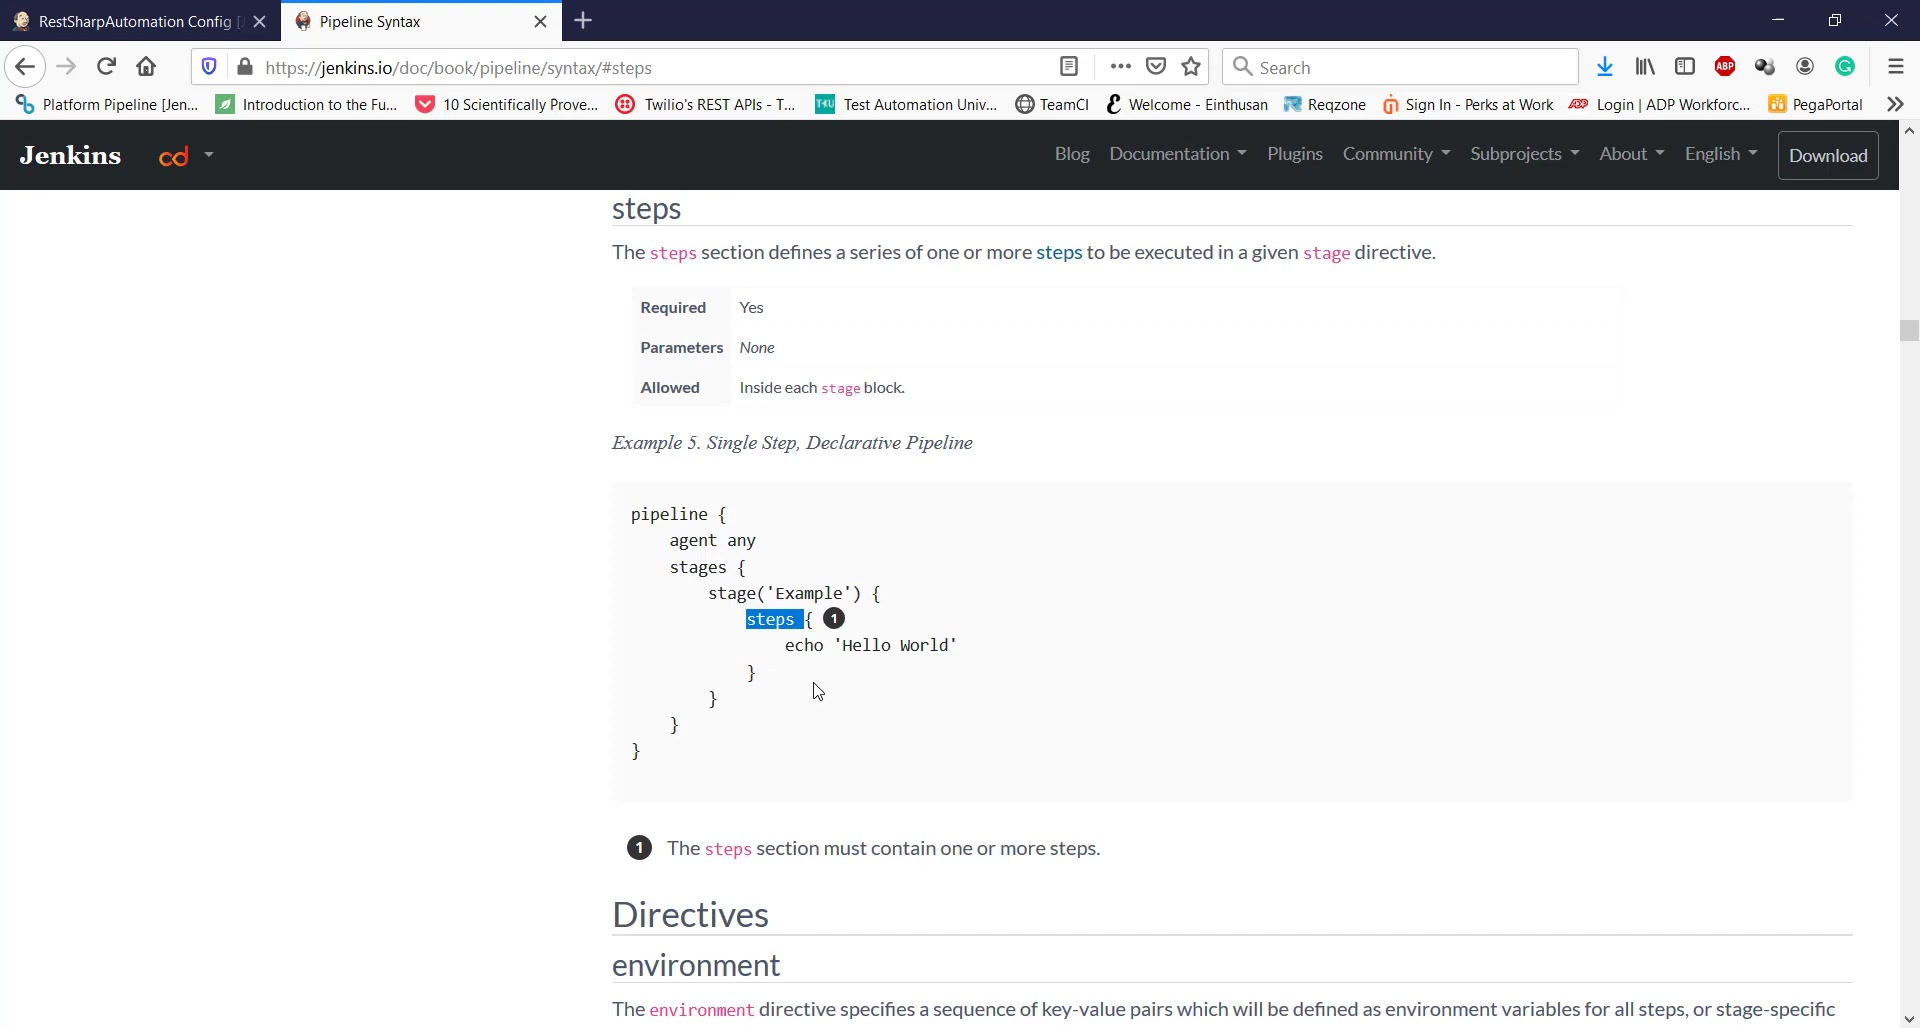 RestSharpAutomation Config [
Pipeline Syntax
https://jenkins.io/doc/book/pipeline/syntax/#steps
Search
ABP
Platform Pipeline [Jen...
Introduction to the Fu...
10 Scientifically Prove...
Twilio's REST APIs - T...
Test Automation Univ...
TeamCI
Welcome - Einthusan
Reqzone
Sign In - Perks at Work
Login | ADP Workforc...
PegaPortal
Jenkins
cd
Blog
Documentation
Plugins
Community
Subprojects
About
English
Download
steps
The steps section defines a series of one or more steps to be executed in a given stage directive.
Required Yes
Parameters None
Allowed Inside each stage block.
Example 5. Single Step, Declarative Pipeline
pipeline {
agent any
stages {
stage('Example') {
steps { 1
echo 'Hello World'
}
}
}
}
1 The steps section must contain one or more steps.
Directives
environment
The environment directive specifies a sequence of key-value pairs which will be defined as environment variables for all steps, or stage-specific